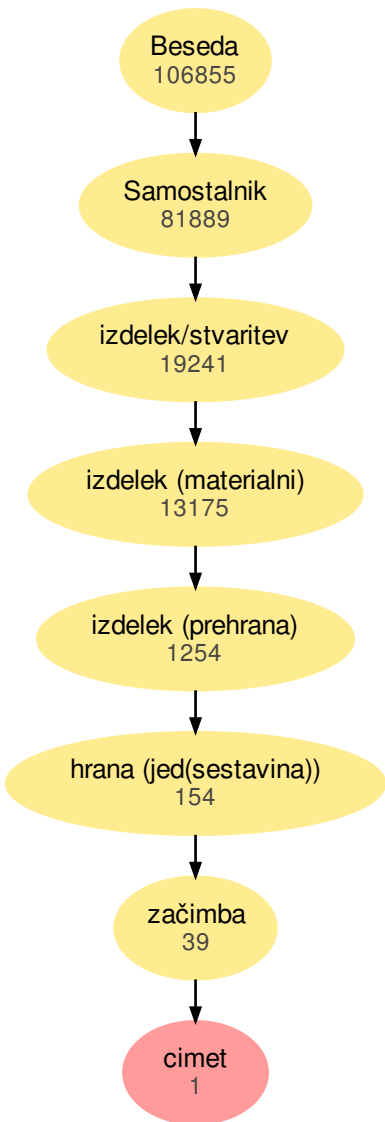 Beseda
106855
Samostalnik
81889
izdelek/stvaritev
19241
izdelek (materialni)
13175
izdelek (prehrana)
1254
hrana (jed(sestavina))
154
začimba
39
cimet
1